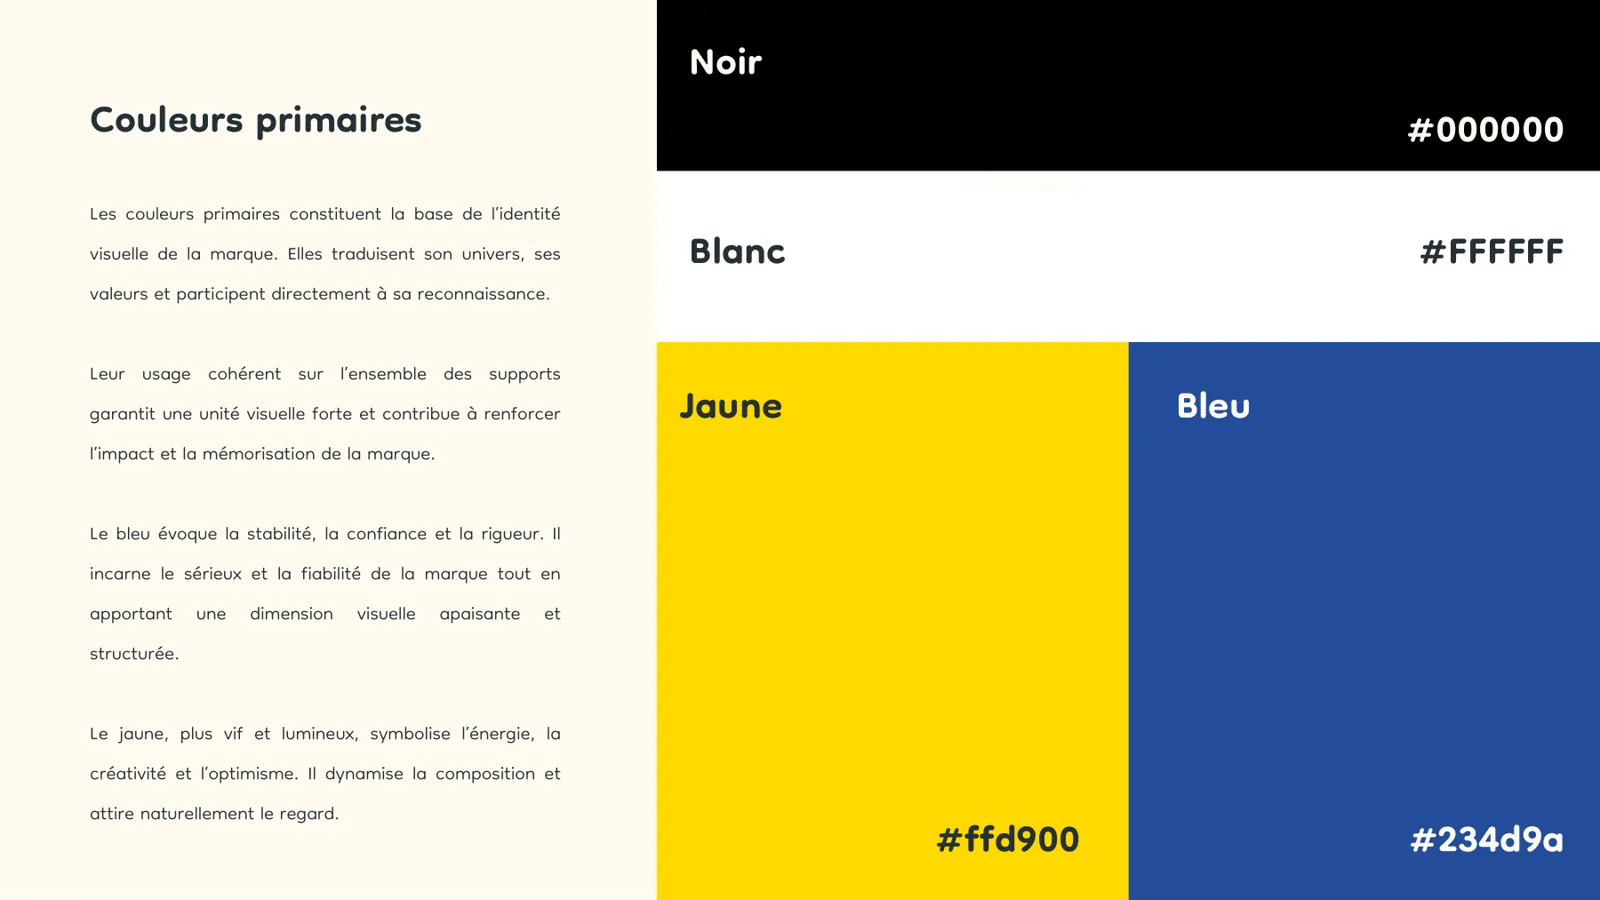 Couleurs primaires
Les couleurs primaires constituent la base de l'identité
visuelle de la marque. Elles traduisent son univers, ses
valeurs et participent directement à sa reconnaissance.
Leur usage cohérent sur l'ensemble des supports
garantit une unité visuelle forte et contribue à renforcer
l'impact et la mémorisation de la marque.
Le bleu évoque la stabilité, la confiance et la rigueur. Il
incarne le sérieux et la fiabilité de la marque tout en
apportant une dimension visuelle apaisante et
structurée.
Le jaune, plus vif et lumineux, symbolise l'énergie, la
créativité et l'optimisme. Il dynamise la composition et
attire naturellement le regard.
Noir
#000000
Blanc
#FFFFFF
Jaune
#ffd900
Bleu
#234d9a